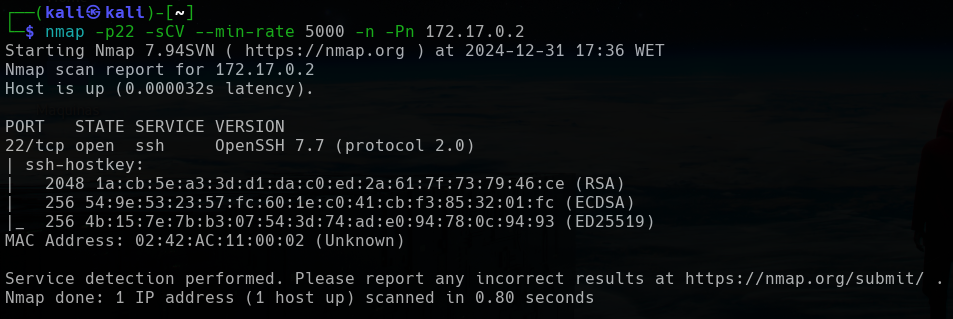 ┌──(kali㉿kali)-[~]
└─$ nmap -p22 -sCV --min-rate 5000 -n -Pn 172.17.0.2
Starting Nmap 7.94SVN ( https://nmap.org ) at 2024-12-31 17:36 WET
Nmap scan report for 172.17.0.2
Host is up (0.000032s latency).

PORT   STATE SERVICE VERSION
22/tcp open  ssh     OpenSSH 7.7 (protocol 2.0)
| ssh-hostkey:
|   2048 1a:cb:5e:a3:3d:d1:da:c0:ed:2a:61:7f:73:79:46:ce (RSA)
|   256 54:9e:53:23:57:fc:60:1e:c0:41:cb:f3:85:32:01:fc (ECDSA)
|_  256 4b:15:7e:7b:b3:07:54:3d:74:ad:e0:94:78:0c:94:93 (ED25519)
MAC Address: 02:42:AC:11:00:02 (Unknown)

Service detection performed. Please report any incorrect results at https://nmap.org/submit/ .
Nmap done: 1 IP address (1 host up) scanned in 0.80 seconds